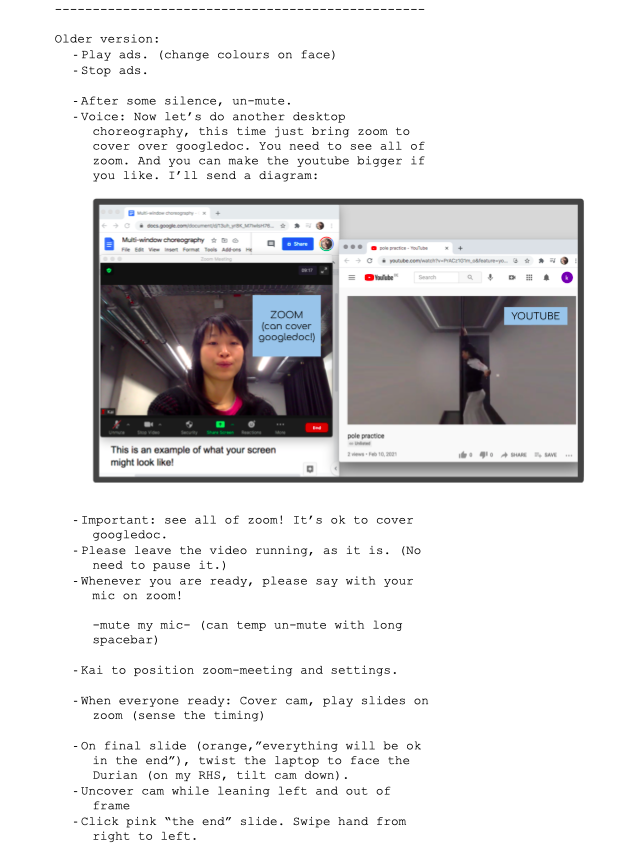 -------------------------------------------------
Older version:
- Play ads. (change colours on face)
- Stop ads.
- After some silence, un-mute.
- Voice: Now let’s do another desktop
choreography, this time just bring zoom to
cover over googledoc. You need to see all of
zoom. And you can make the youtube bigger if
you like. I’ll send a diagram:
Multi-window choreography
Multi-window choreography
File Edit View Insert Format Tools Add-ons
Share
Zoom Meeting
ZOOM
(can cover
googledoc!)
Kai
Unmute Stop Video Security Share Screen Reactions More End
This is an example of what your screen
might look like!
pole practice - YouTube
YouTube
Search
YOUTUBE
pole practice
Unlisted
2 views • Feb 10, 2021
0 0 SHARE SAVE
- Important: see all of zoom! It’s ok to cover
googledoc.
- Please leave the video running, as it is. (No
need to pause it.)
- Whenever you are ready, please say with your
mic on zoom!
-mute my mic- (can temp un-mute with long
spacebar)
- Kai to position zoom-meeting and settings.
- When everyone ready: Cover cam, play slides on
zoom (sense the timing)
- On final slide (orange,”everything will be ok
in the end”), twist the laptop to face the
Durian (on my RHS, tilt cam down).
- Uncover cam while leaning left and out of
frame
- Click pink “the end” slide. Swipe hand from
right to left.